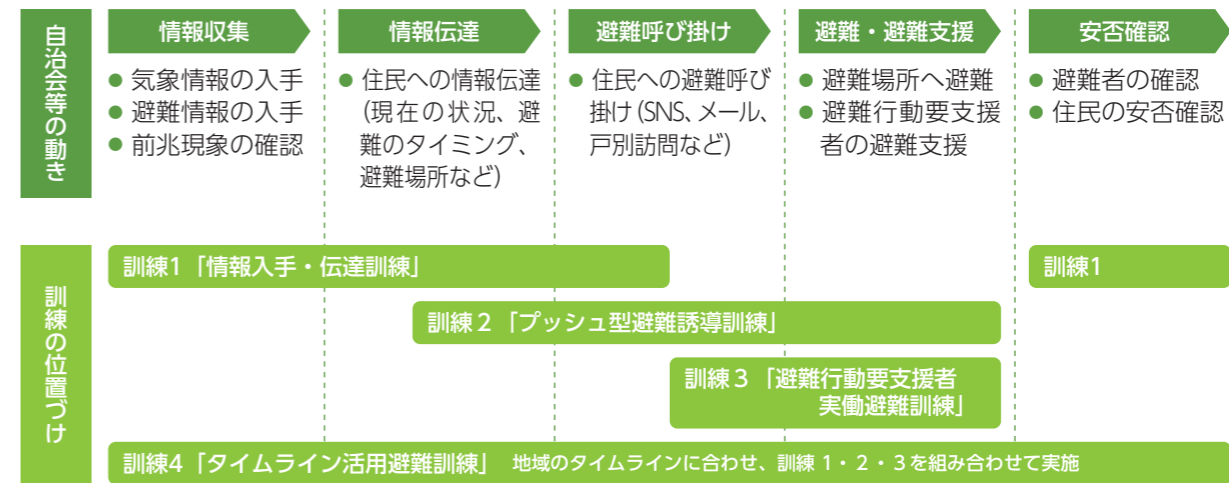 自治会等の動き
情報収集
● 気象情報の入手
● 避難情報の入手
● 前兆現象の確認
情報伝達
● 住民への情報伝達
(現在の状況、避
難のタイミング、
避難場所など)
避難呼び掛け
● 住民への避難呼び
掛け(SNS、メール、
戸別訪問など)
避難・避難支援
● 避難場所へ避難
● 避難行動要支援
者の避難支援
安否確認
● 避難者の確認
● 住民の安否確認
訓練の位置づけ
訓練1「情報入手・伝達訓練」
訓練1
訓練2「プッシュ型避難誘導訓練」
訓練3「避難行動要支援者
実働避難訓練」
訓練4「タイムライン活用避難訓練」 地域のタイムラインに合わせ、訓練 1・2・3を組み合わせて実施